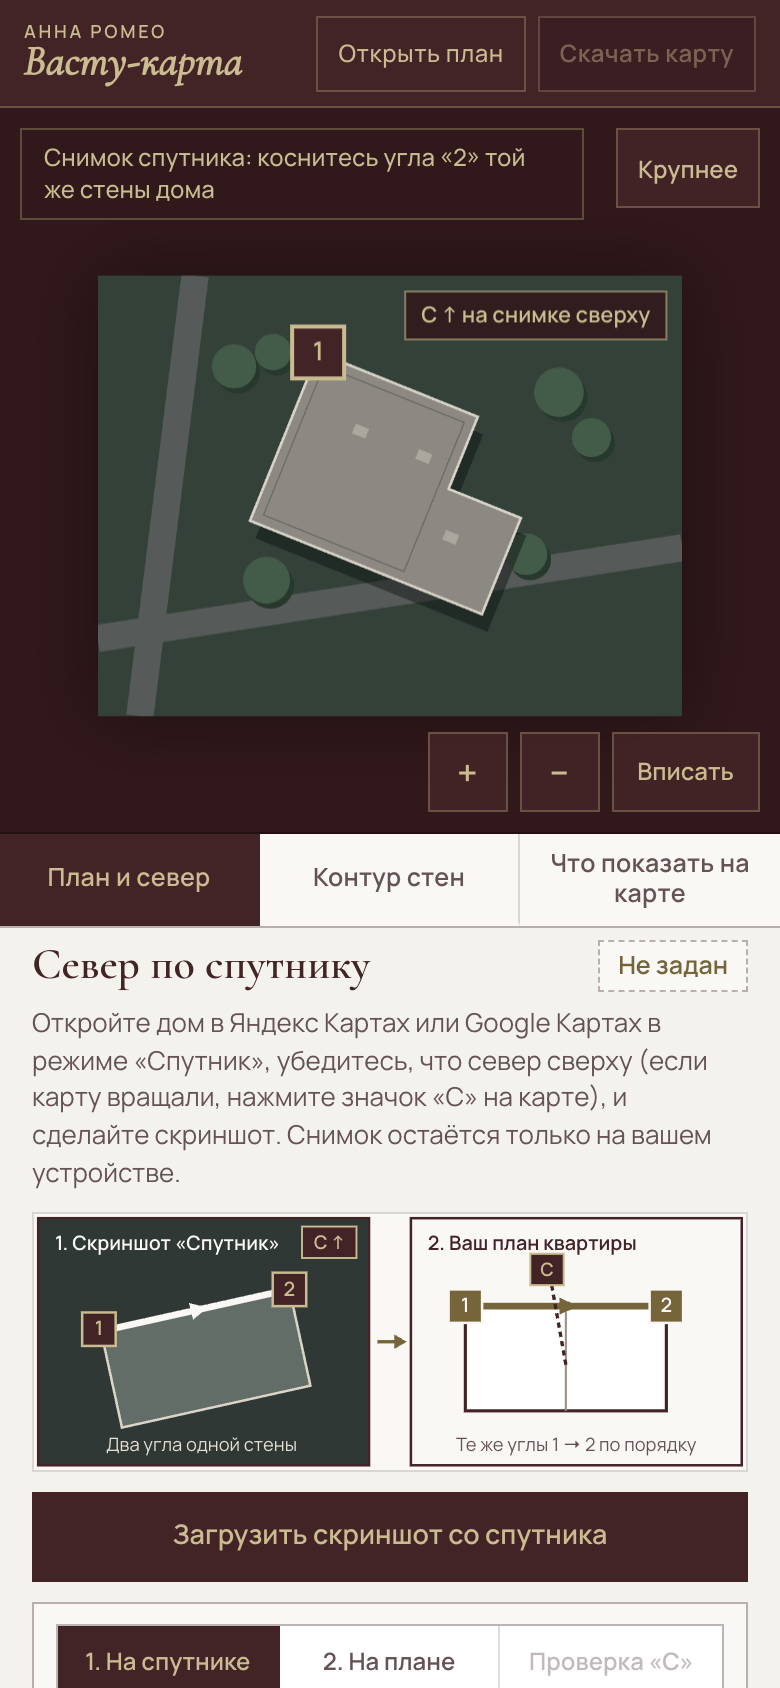 АННА РОМЕО
Васту-карта
Открыть план
Скачать карту
Снимок спутника: коснитесь угла «2» той
же стены дома
Крупнее
С ↑ на снимке сверху
1
+
−
Вписать
План и север
Контур стен
Что показать на
карте
Север по спутнику
Не задан
Откройте дом в Яндекс Картах или Google Картах в
режиме «Спутник», убедитесь, что север сверху (если
карту вращали, нажмите значок «С» на карте), и
сделайте скриншот. Снимок остаётся только на вашем
устройстве.
1. Скриншот «Спутник»
С ↑
1
2
Два угла одной стены
2. Ваш план квартиры
С
1
2
Те же углы 1 → 2 по порядку
Загрузить скриншот со спутника
1. На спутнике
2. На плане
Проверка «С»